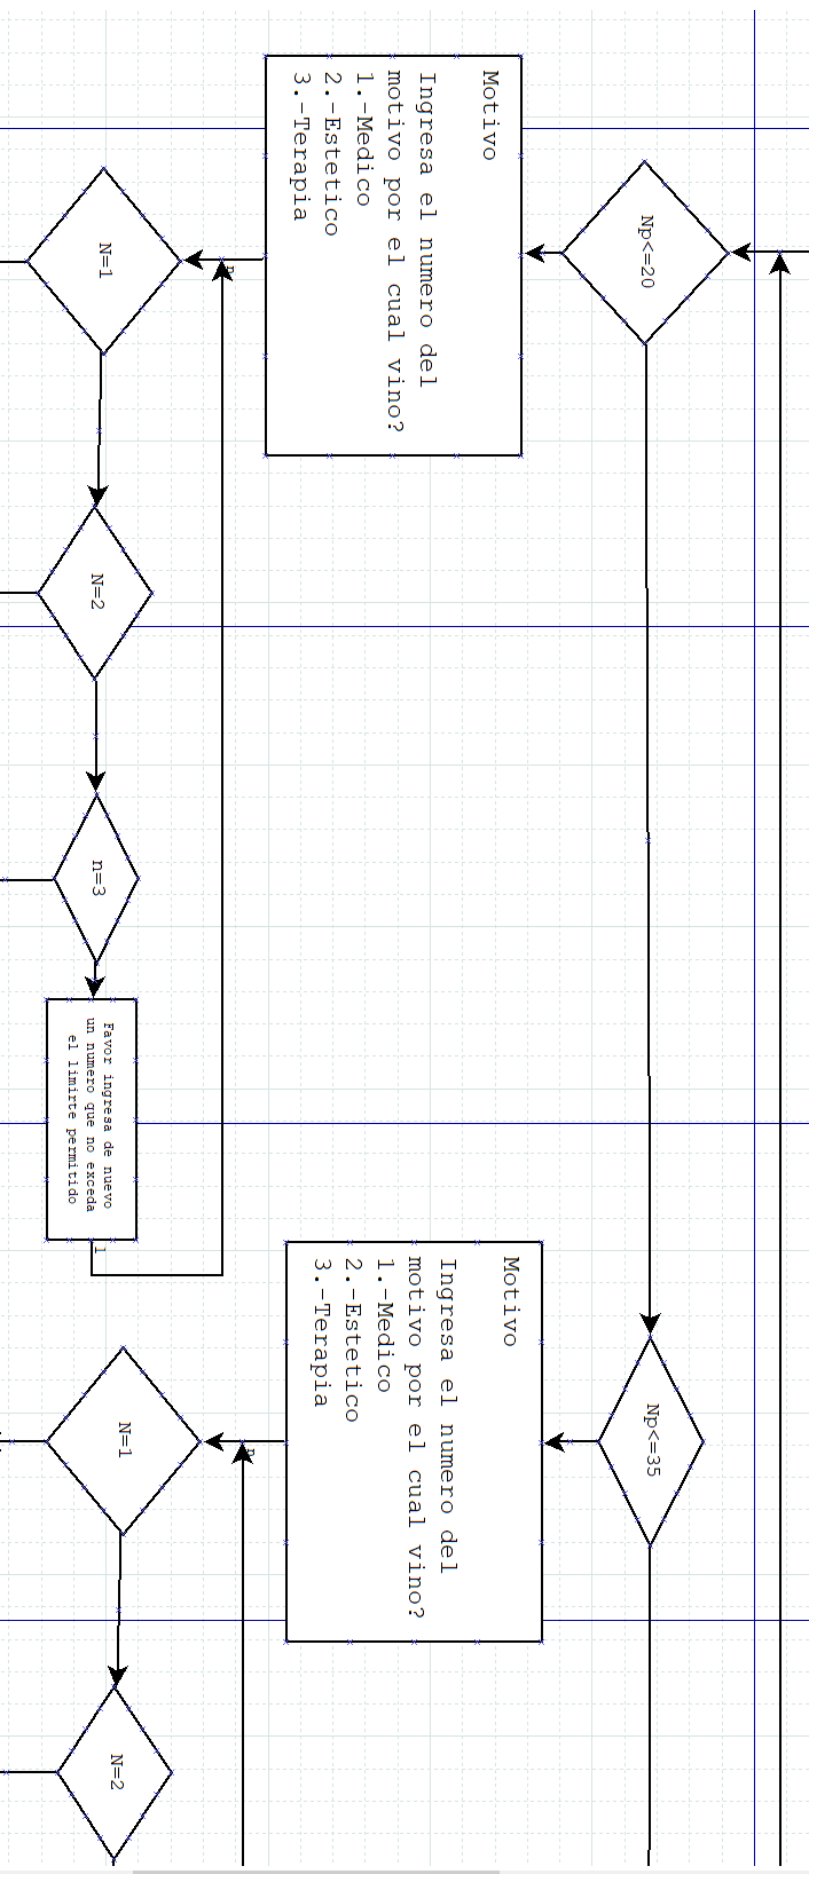 Np<=20
Motivo
Ingresa el numero del
motivo por el cual vino?
1.-Medico
2.-Estetico
3.-Terapia
n
N=1
N=2
n=3
Favor ingresa de nuevo
un numero que no exceda
el limirte permitido
1
Np<=35
Motivo
Ingresa el numero del
motivo por el cual vino?
1.-Medico
2.-Estetico
3.-Terapia
n
N=1
N=2